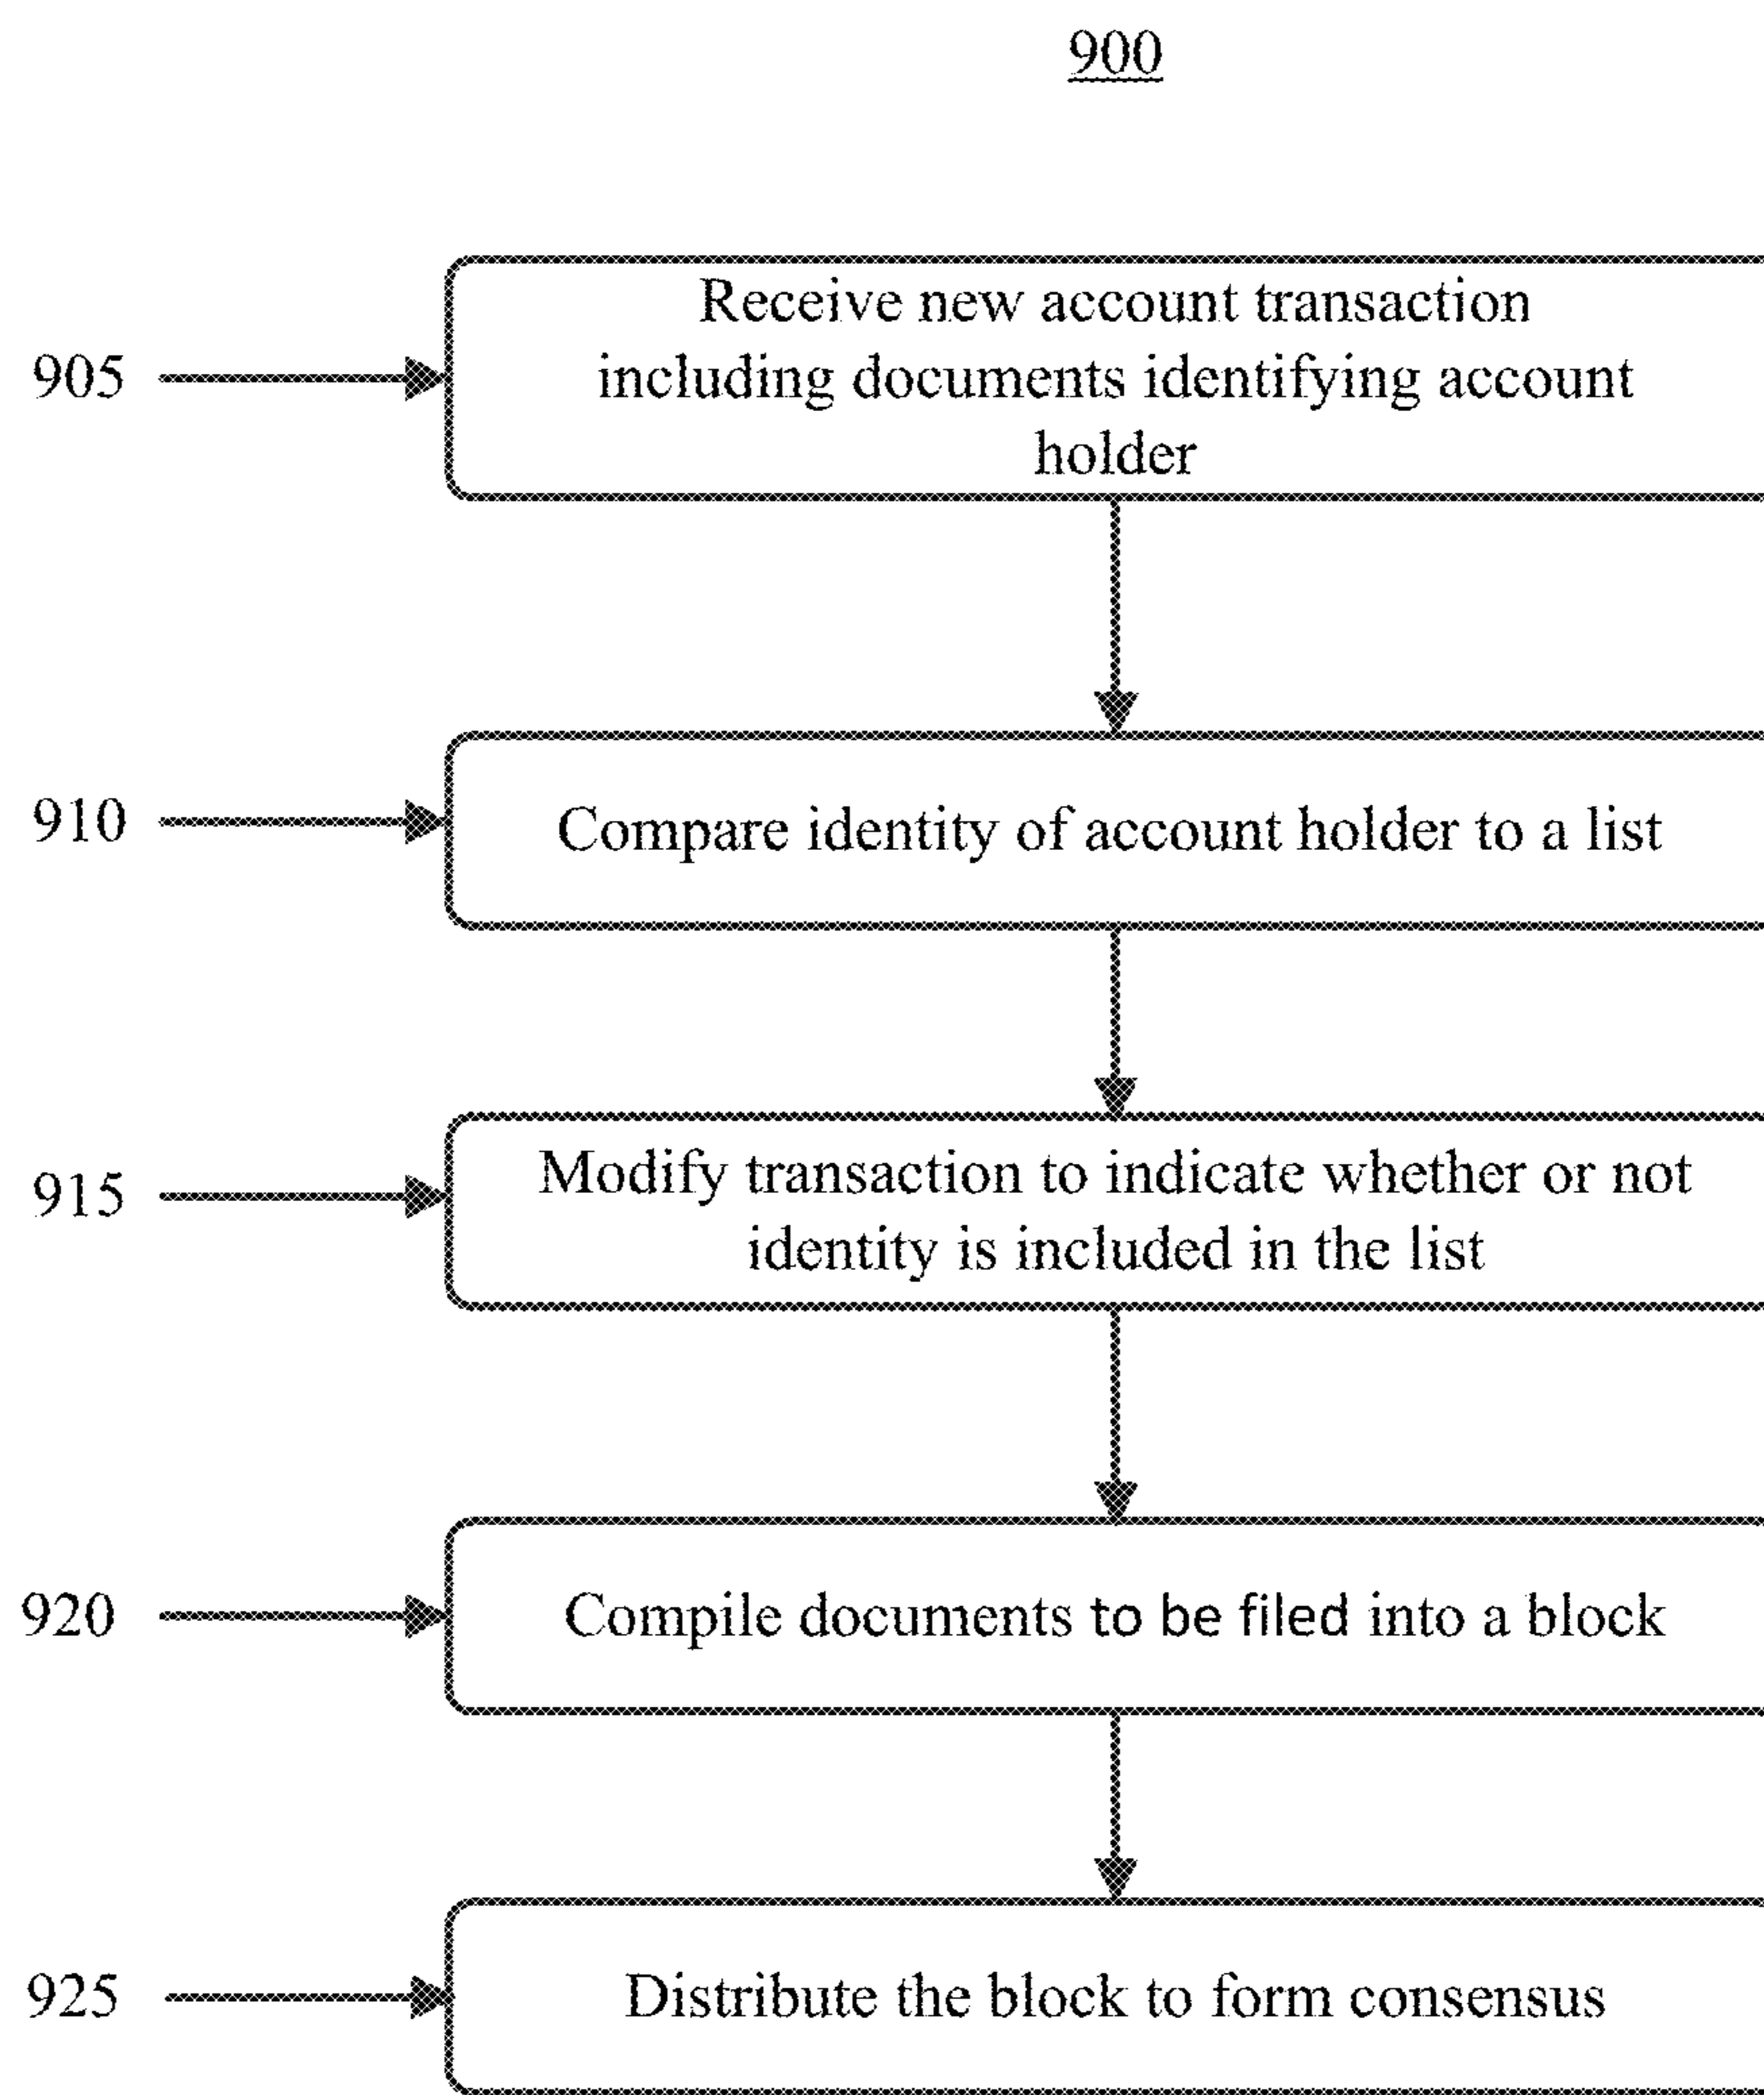 900
905
Receive new account transaction
including documents identifying account
holder
910
Compare identity of account holder to a list
915
Modify transaction to indicate whether or not
identity is included in the list
920
Compile documents to be filed into a block
925
Distribute the block to form consensus